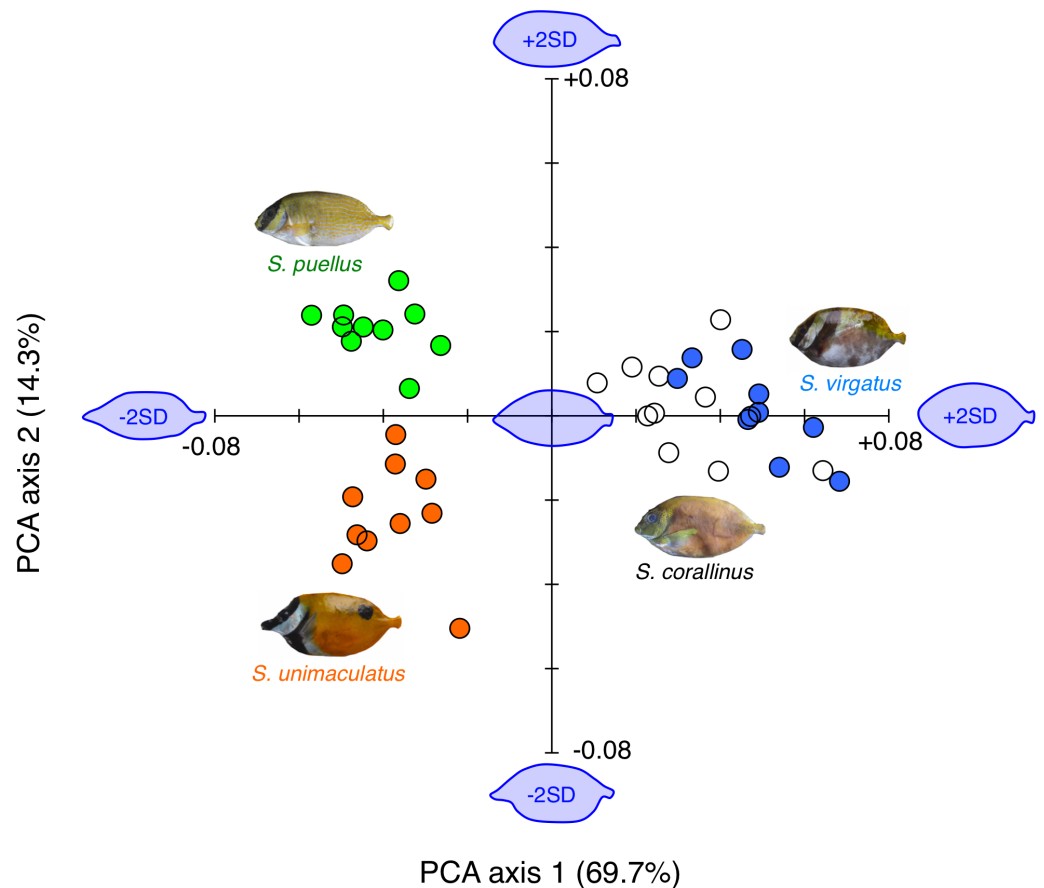 +2SD
+0.08
S. puellus
PCA axis 2 (14.3%)
S. virgatus
-2SD
-0.08
+2SD
+0.08
S. corallinus
S. unimaculatus
-0.08
-2SD
PCA axis 1 (69.7%)